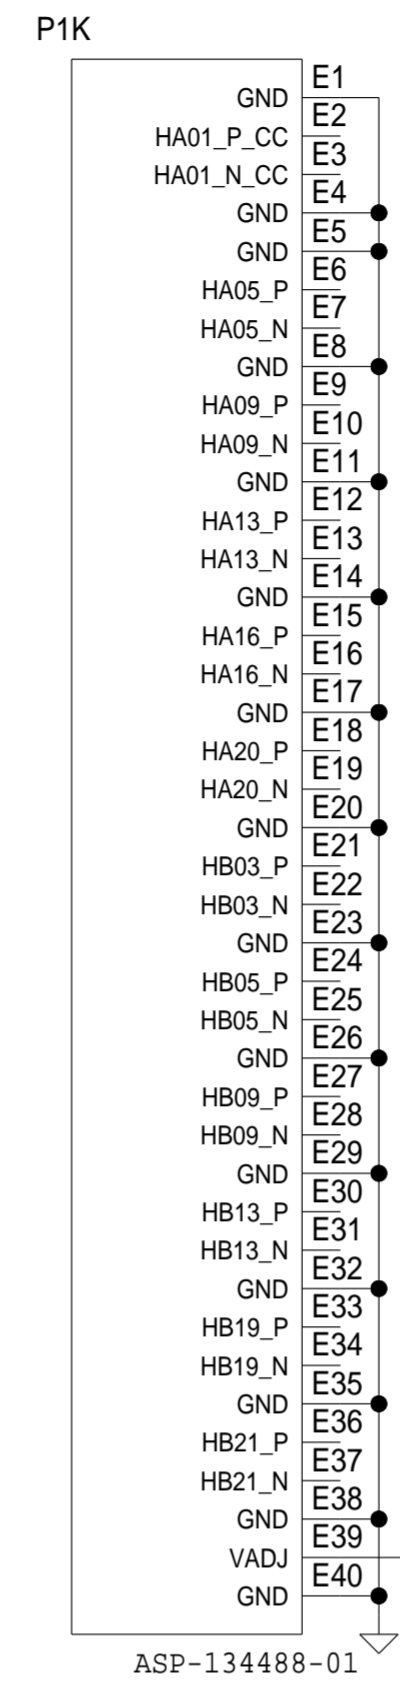 P1K
GND E1
HA01_P_CC E2
HA01_N_CC E3
GND E4
GND E5
HA05_P E6
HA05_N E7
GND E8
HA09_P E9
HA09_N E10
GND E11
HA13_P E12
HA13_N E13
GND E14
HA16_P E15
HA16_N E16
GND E17
HA20_P E18
HA20_N E19
GND E20
HB03_P E21
HB03_N E22
GND E23
HB05_P E24
HB05_N E25
GND E26
HB09_P E27
HB09_N E28
GND E29
HB13_P E30
HB13_N E31
GND E32
HB19_P E33
HB19_N E34
GND E35
HB21_P E36
HB21_N E37
GND E38
VADJ E39
GND E40
ASP-134488-01